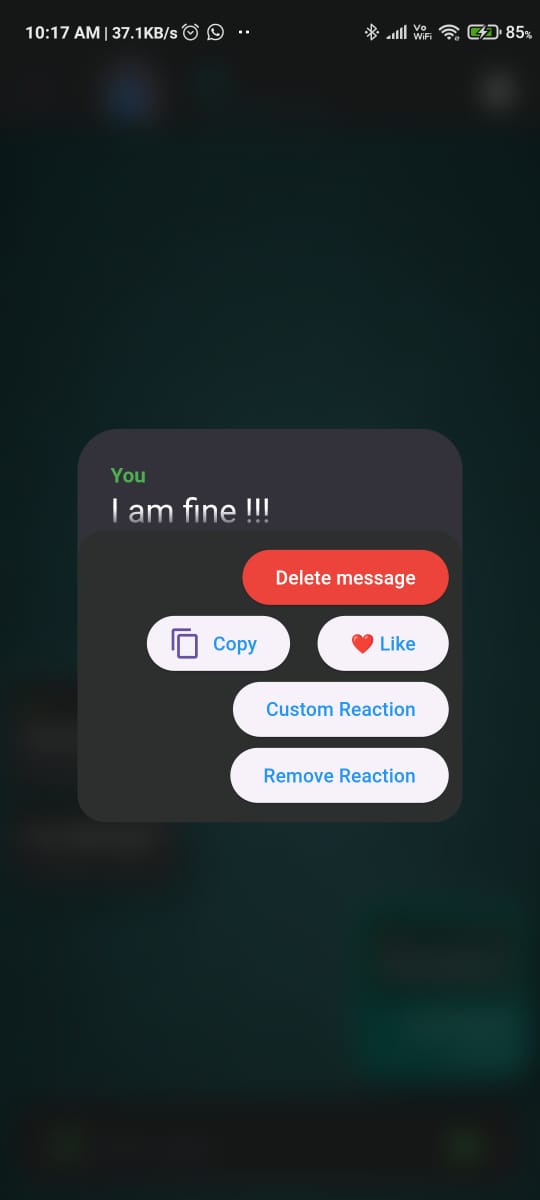 10:17 AM | 37.1KB/s
Vo
WiFi
85%
You
I am fine !!!
Delete message
Copy
❤️ Like
Custom Reaction
Remove Reaction